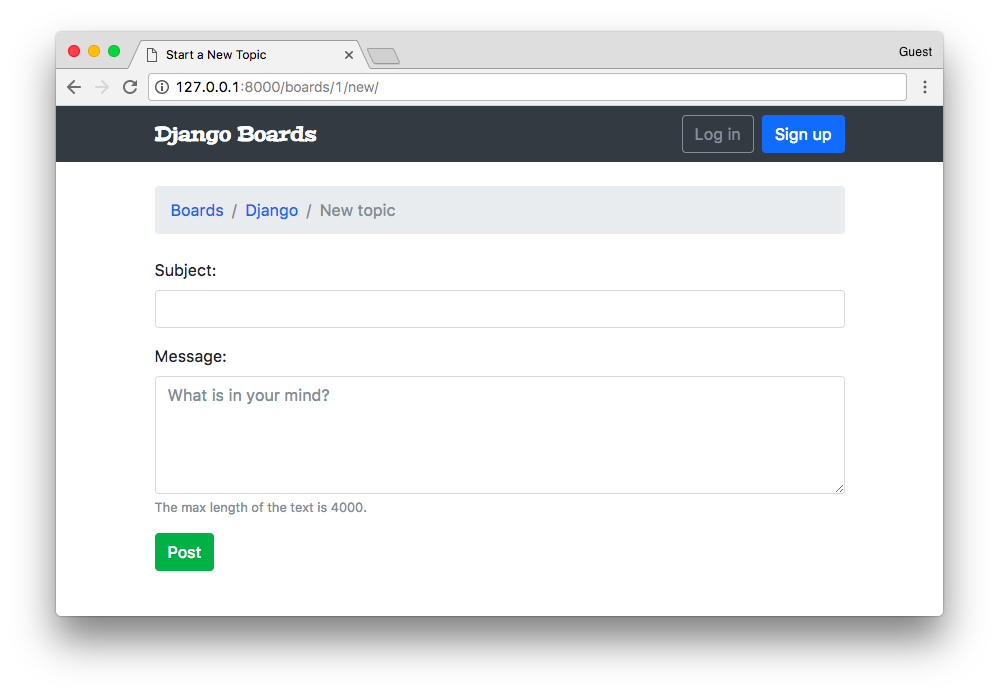 Start a New Topic
Guest
127.0.0.1:8000/boards/1/new/
Django Boards
Log in
Sign up
Boards / Django / New topic
Subject:
Message:
What is in your mind?
The max length of the text is 4000.
Post